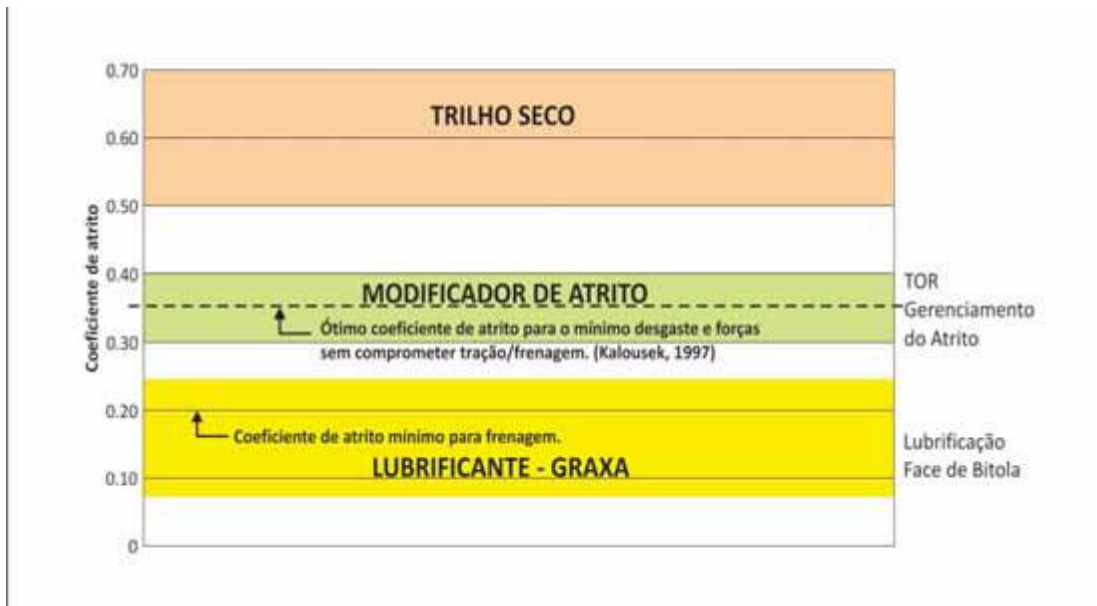 0.70
TRILHO SECO
0.60
0.50
Coeficiente de atrito
0.40
MODIFICADOR DE ATRITO
TOR
Gerenciamento
do Atrito
Ótimo coeficiente de atrito para o mínimo desgaste e forças
sem comprometer tração/frenagem. (Kalousek, 1997)
0.30
0.20
Coeficiente de atrito mínimo para frenagem.
LUBRIFICANTE - GRAXA
Lubrificação
Face de Bitola
0.10
0